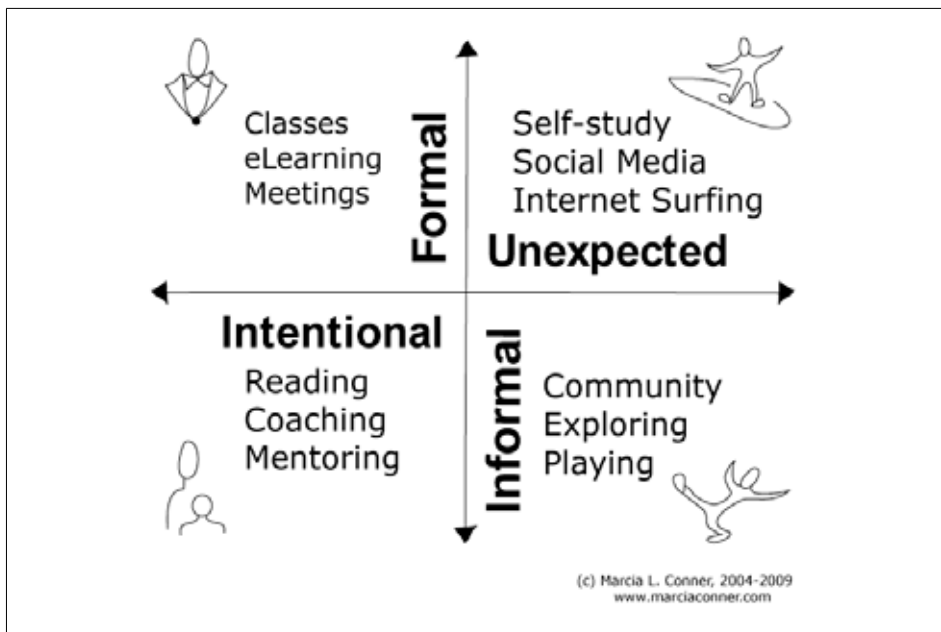 Classes
eLearning
Meetings
Formal
Self-study
Social Media
Internet Surfing
Unexpected
Intentional
Reading
Coaching
Mentoring
Informal
Community
Exploring
Playing
(c) Marcia L. Conner, 2004-2009
www.marciaconner.com